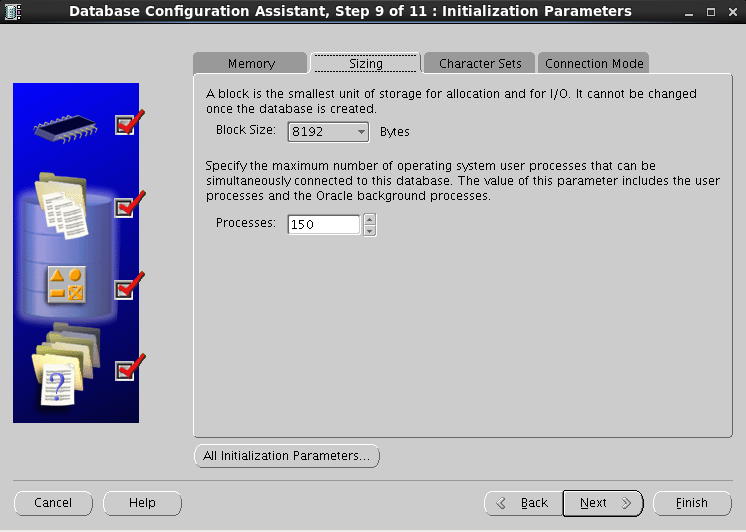 Database Configuration Assistant, Step 9 of 11 : Initialization Parameters
Memory
Sizing
Character Sets
Connection Mode
A block is the smallest unit of storage for allocation and for I/O. It cannot be changed
once the database is created.
Block Size: 8192 Bytes
Specify the maximum number of operating system user processes that can be
simultaneously connected to this database. The value of this parameter includes the user
processes and the Oracle background processes.
Processes: 150
?
All Initialization Parameters...
Cancel
Help
Back
Next
Finish